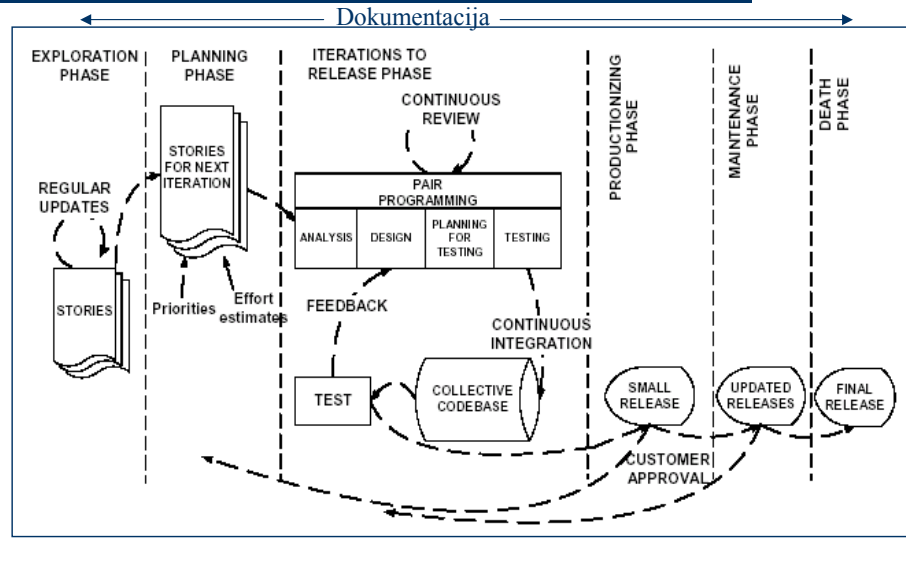 Dokumentacija
EXPLORATION
PHASE
PLANNING
PHASE
ITERATIONS TO
RELEASE PHASE
PRODUCTIONIZING
PHASE
MAINTENANCE
PHASE
DEATH
PHASE
REGULAR
UPDATES
STORIES
STORIES
FOR NEXT
ITERATION
Priorities
Effort
estimates
CONTINUOUS
REVIEW
PAIR
PROGRAMMING
ANALYSIS
DESIGN
PLANNING
FOR
TESTING
TESTING
FEEDBACK
CONTINUOUS
INTEGRATION
TEST
COLLECTIVE
CODEBASE
SMALL
RELEASE
UPDATED
RELEASES
FINAL
RELEASE
CUSTOMER
APPROVAL